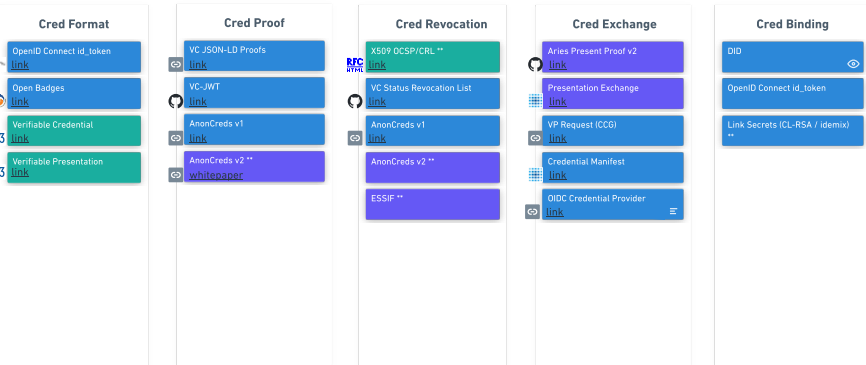 Cred Format
OpenID Connect id_token
link
Open Badges
link
Verifiable Credential
link
Verifiable Presentation
link
Cred Proof
VC JSON-LD Proofs
link
VC-JWT
link
AnonCreds v1
link
AnonCreds v2 **
whitepaper
Cred Revocation
RFC
HTML
X509 OCSP/CRL **
link
VC Status Revocation List
link
AnonCreds v1
link
AnonCreds v2 **
ESSIF **
Cred Exchange
Aries Present Proof v2
link
Presentation Exchange
link
VP Request (CCG)
link
Credential Manifest
link
OIDC Credential Provider
link
Cred Binding
DID
OpenID Connect id_token
Link Secrets (CL-RSA / idemix)
**